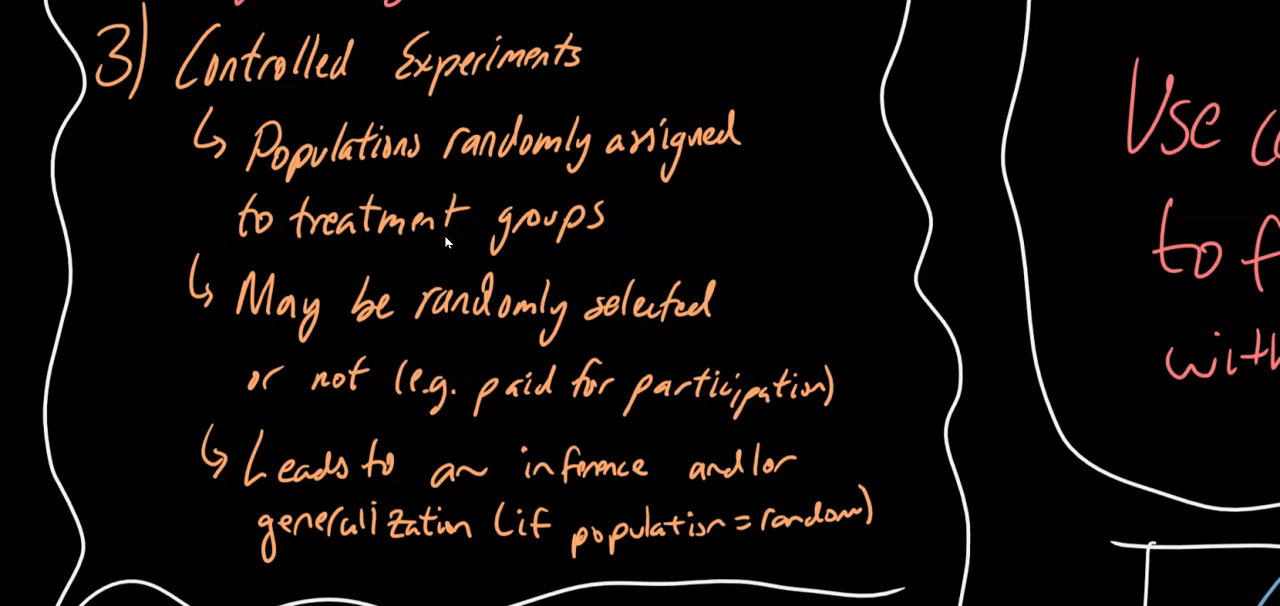 3) Controlled Experiments
↳ Populations randomly assigned
to treatment groups
↳ May be randomly selected
or not (e.g. paid for participation)
↳ Leads to an inference and/or
generalization (if population = random)
Use
to
with